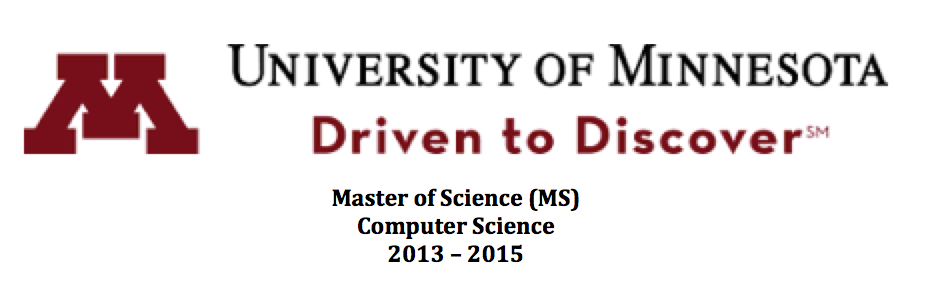 M
UNIVERSITY OF MINNESOTA
Driven to Discover℠
Master of Science (MS)
Computer Science
2013 – 2015